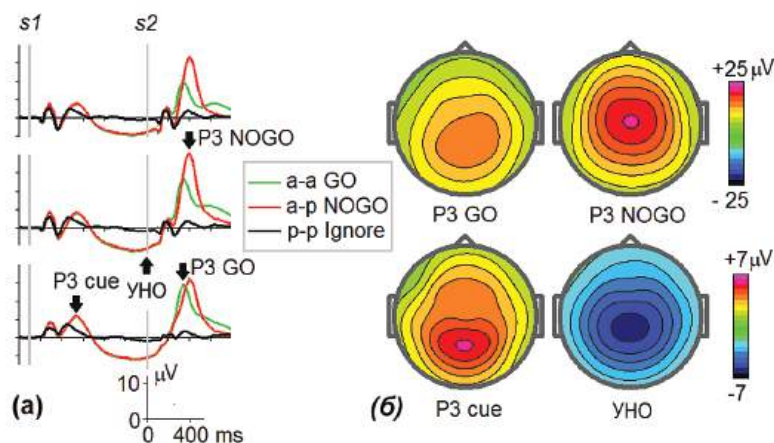 s1 s2
P3 NOGO
a-a GO
a-p NOGO
p-p Ignore
P3 cue
УНО
P3 GO
µV
10
0
0 400 ms
(а)
+25 µV
- 25
P3 GO
P3 NOGO
+7 µV
-7
(б)
P3 cue
УНО